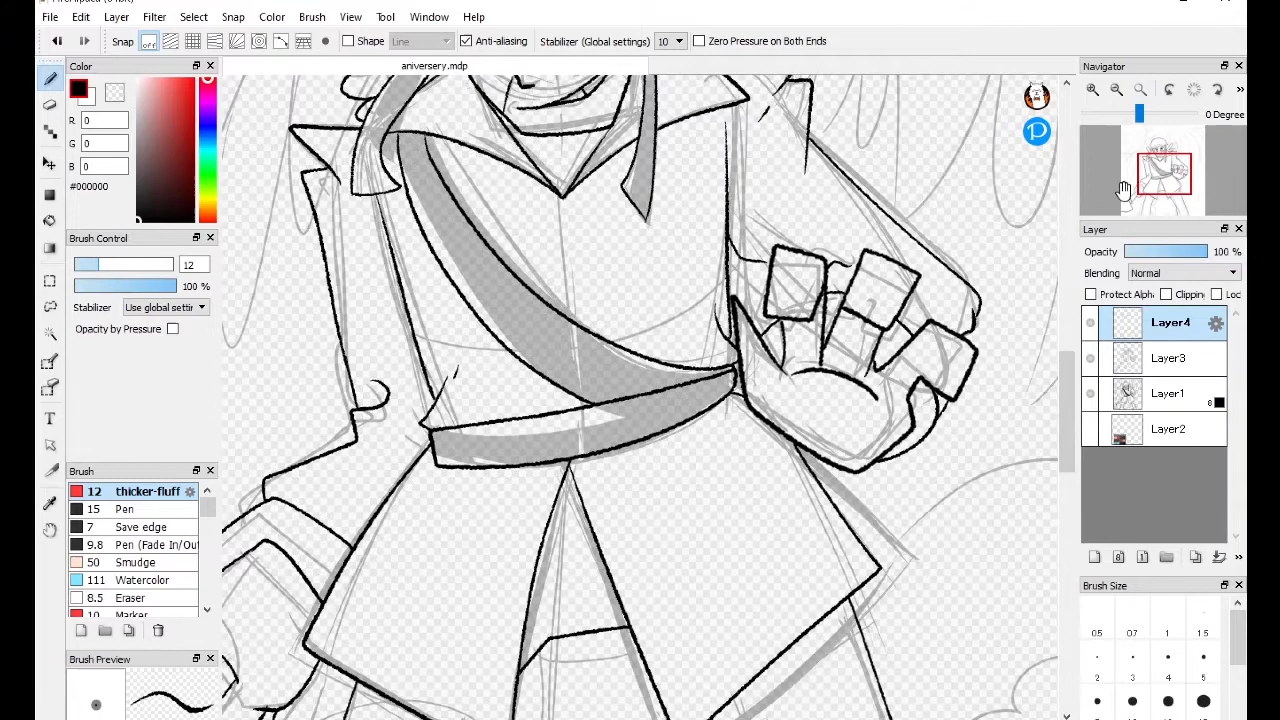 File Edit Layer Filter Select Snap Color Brush View Tool Window Help
Snap off Shape Line Anti-aliasing Stabilizer (Global settings) 10 Zero Pressure on Both Ends
Color
R 0
G 0
B 0
#000000
Brush Control
12
100 %
Stabilizer Use global settir
Opacity by Pressure
Brush
12 thicker-fluff
15 Pen
7 Save edge
9.8 Pen (Fade In/Out
50 Smudge
111 Watercolor
8.5 Eraser
10 Marker
Brush Preview
aniversery.mdp
Navigator
0 Degree
Layer
Opacity 100 %
Blending Normal
Protect Alph Clippin Loc
Layer4
Layer3
Layer1
8
Layer2
Brush Size
0.5 0.7 1 1.5
2 3 4 5